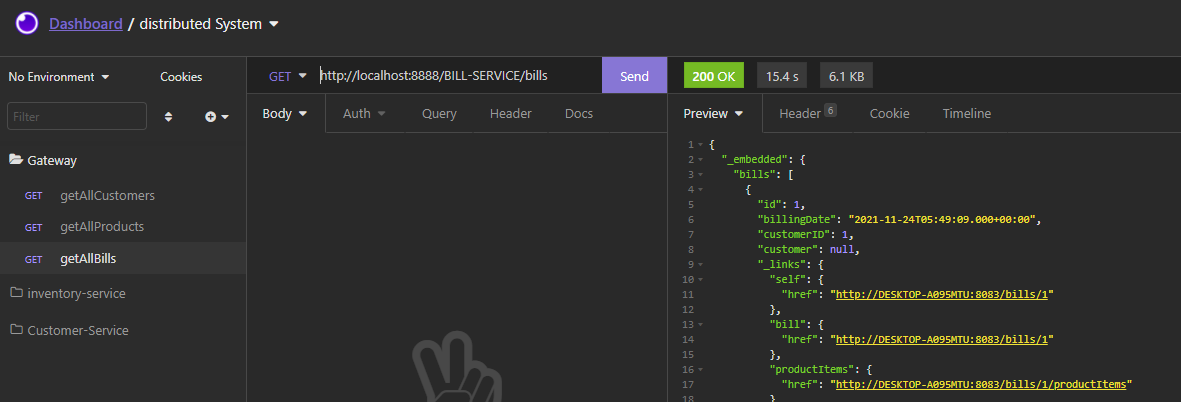 Dashboard / distributed System
No Environment
Cookies
GET
http://localhost:8888/BILL-SERVICE/bills
Send
200 OK
15.4 s
6.1 KB
Filter
Body
Auth
Query
Header
Docs
Preview
Header 6
Cookie
Timeline
Gateway
GET getAllCustomers
GET getAllProducts
GET getAllBills
inventory-service
Customer-Service
1 {
2 "_embedded": {
3 "bills": [
4 {
5 "id": 1,
6 "billingDate": "2021-11-24T05:49:09.000+00:00",
7 "customerID": 1,
8 "customer": null,
9 "_links": {
10 "self": {
11 "href": "http://DESKTOP-A095MTU:8083/bills/1"
12 },
13 "bill": {
14 "href": "http://DESKTOP-A095MTU:8083/bills/1"
15 },
16 "productItems": {
17 "href": "http://DESKTOP-A095MTU:8083/bills/1/productItems"
18 }